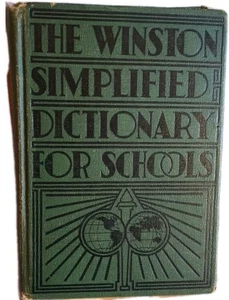 THE WINSTON
SIMPLIFIED
DICTIONARY
FOR SCHOOLS